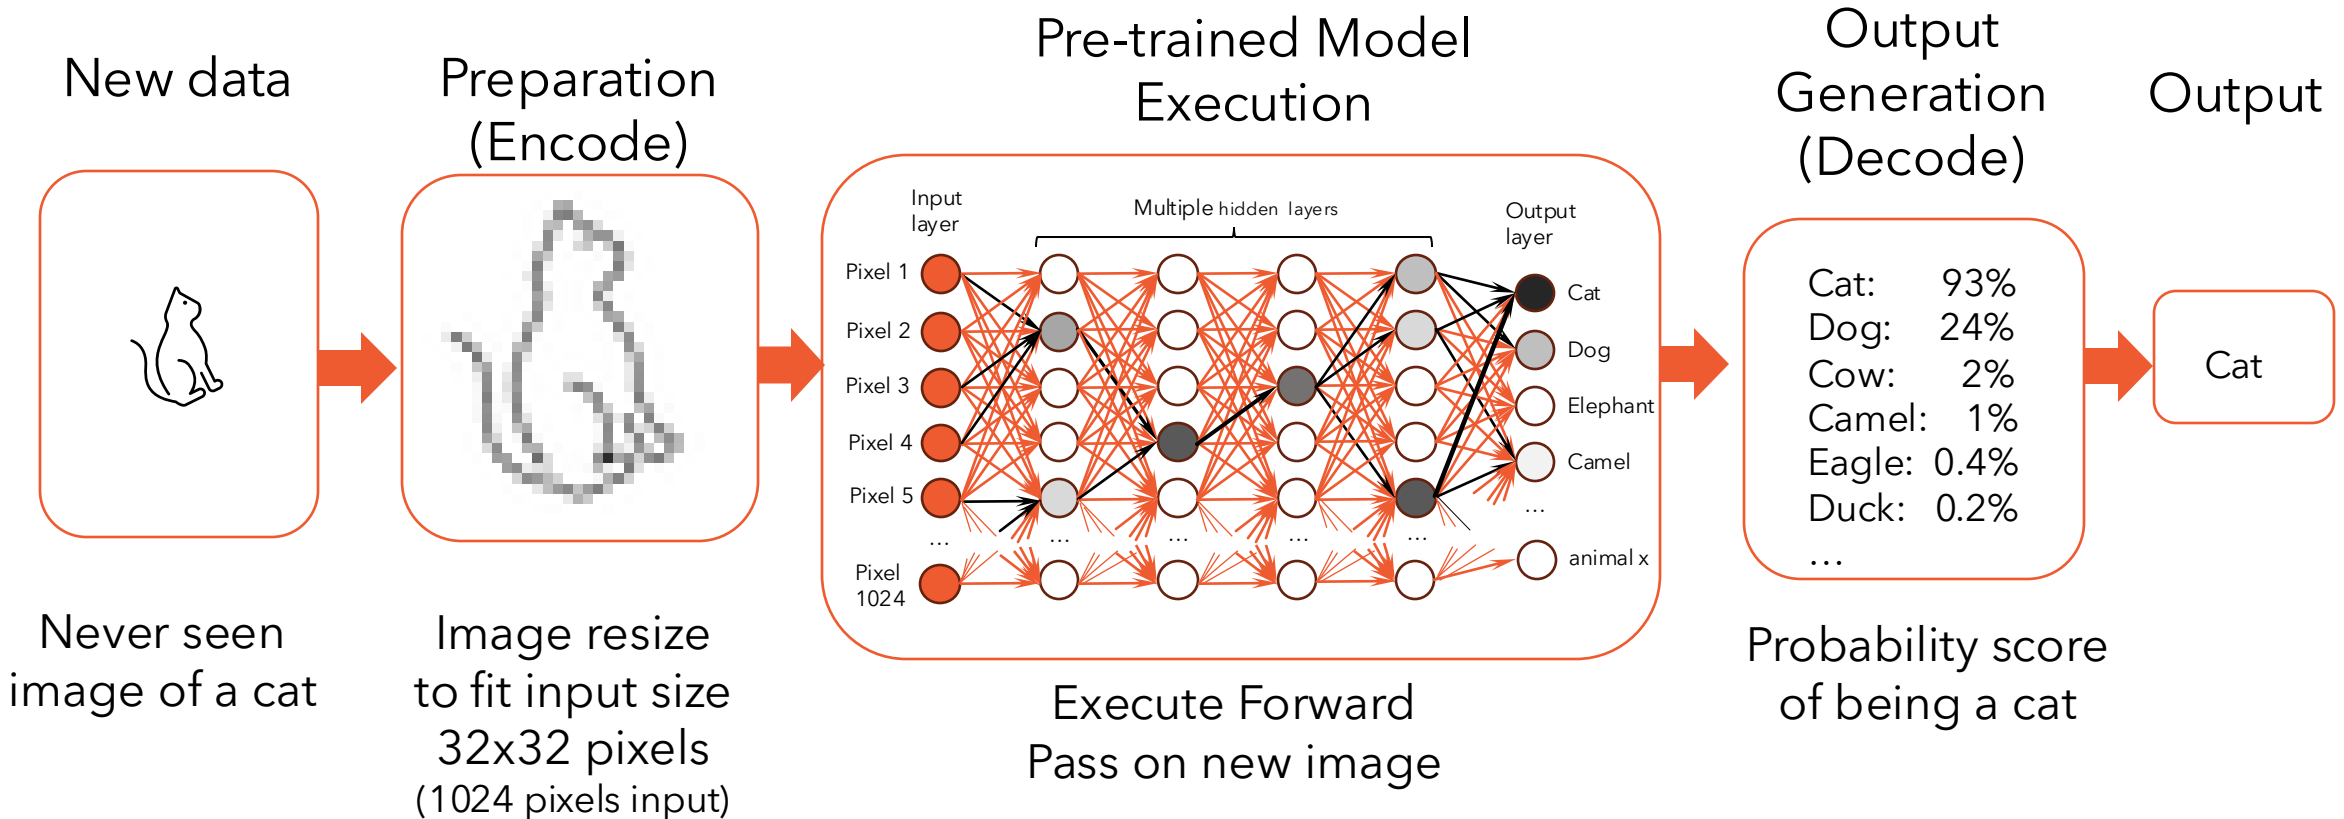 New data
Never seen
image of a cat
Preparation
(Encode)
Image resize
to fit input size
32x32 pixels
(1024 pixels input)
Pre-trained Model
Execution
Input
layer
Multiple hidden layers
Output
layer
Pixel 1
Pixel 2
Pixel 3
Pixel 4
Pixel 5
...
Pixel
1024
...
...
...
...
Cat
Dog
Elephant
Camel
...
animal x
Execute Forward
Pass on new image
Output
Generation
(Decode)
Cat: 93%
Dog: 24%
Cow: 2%
Camel: 1%
Eagle: 0.4%
Duck: 0.2%
...
Probability score
of being a cat
Output
Cat